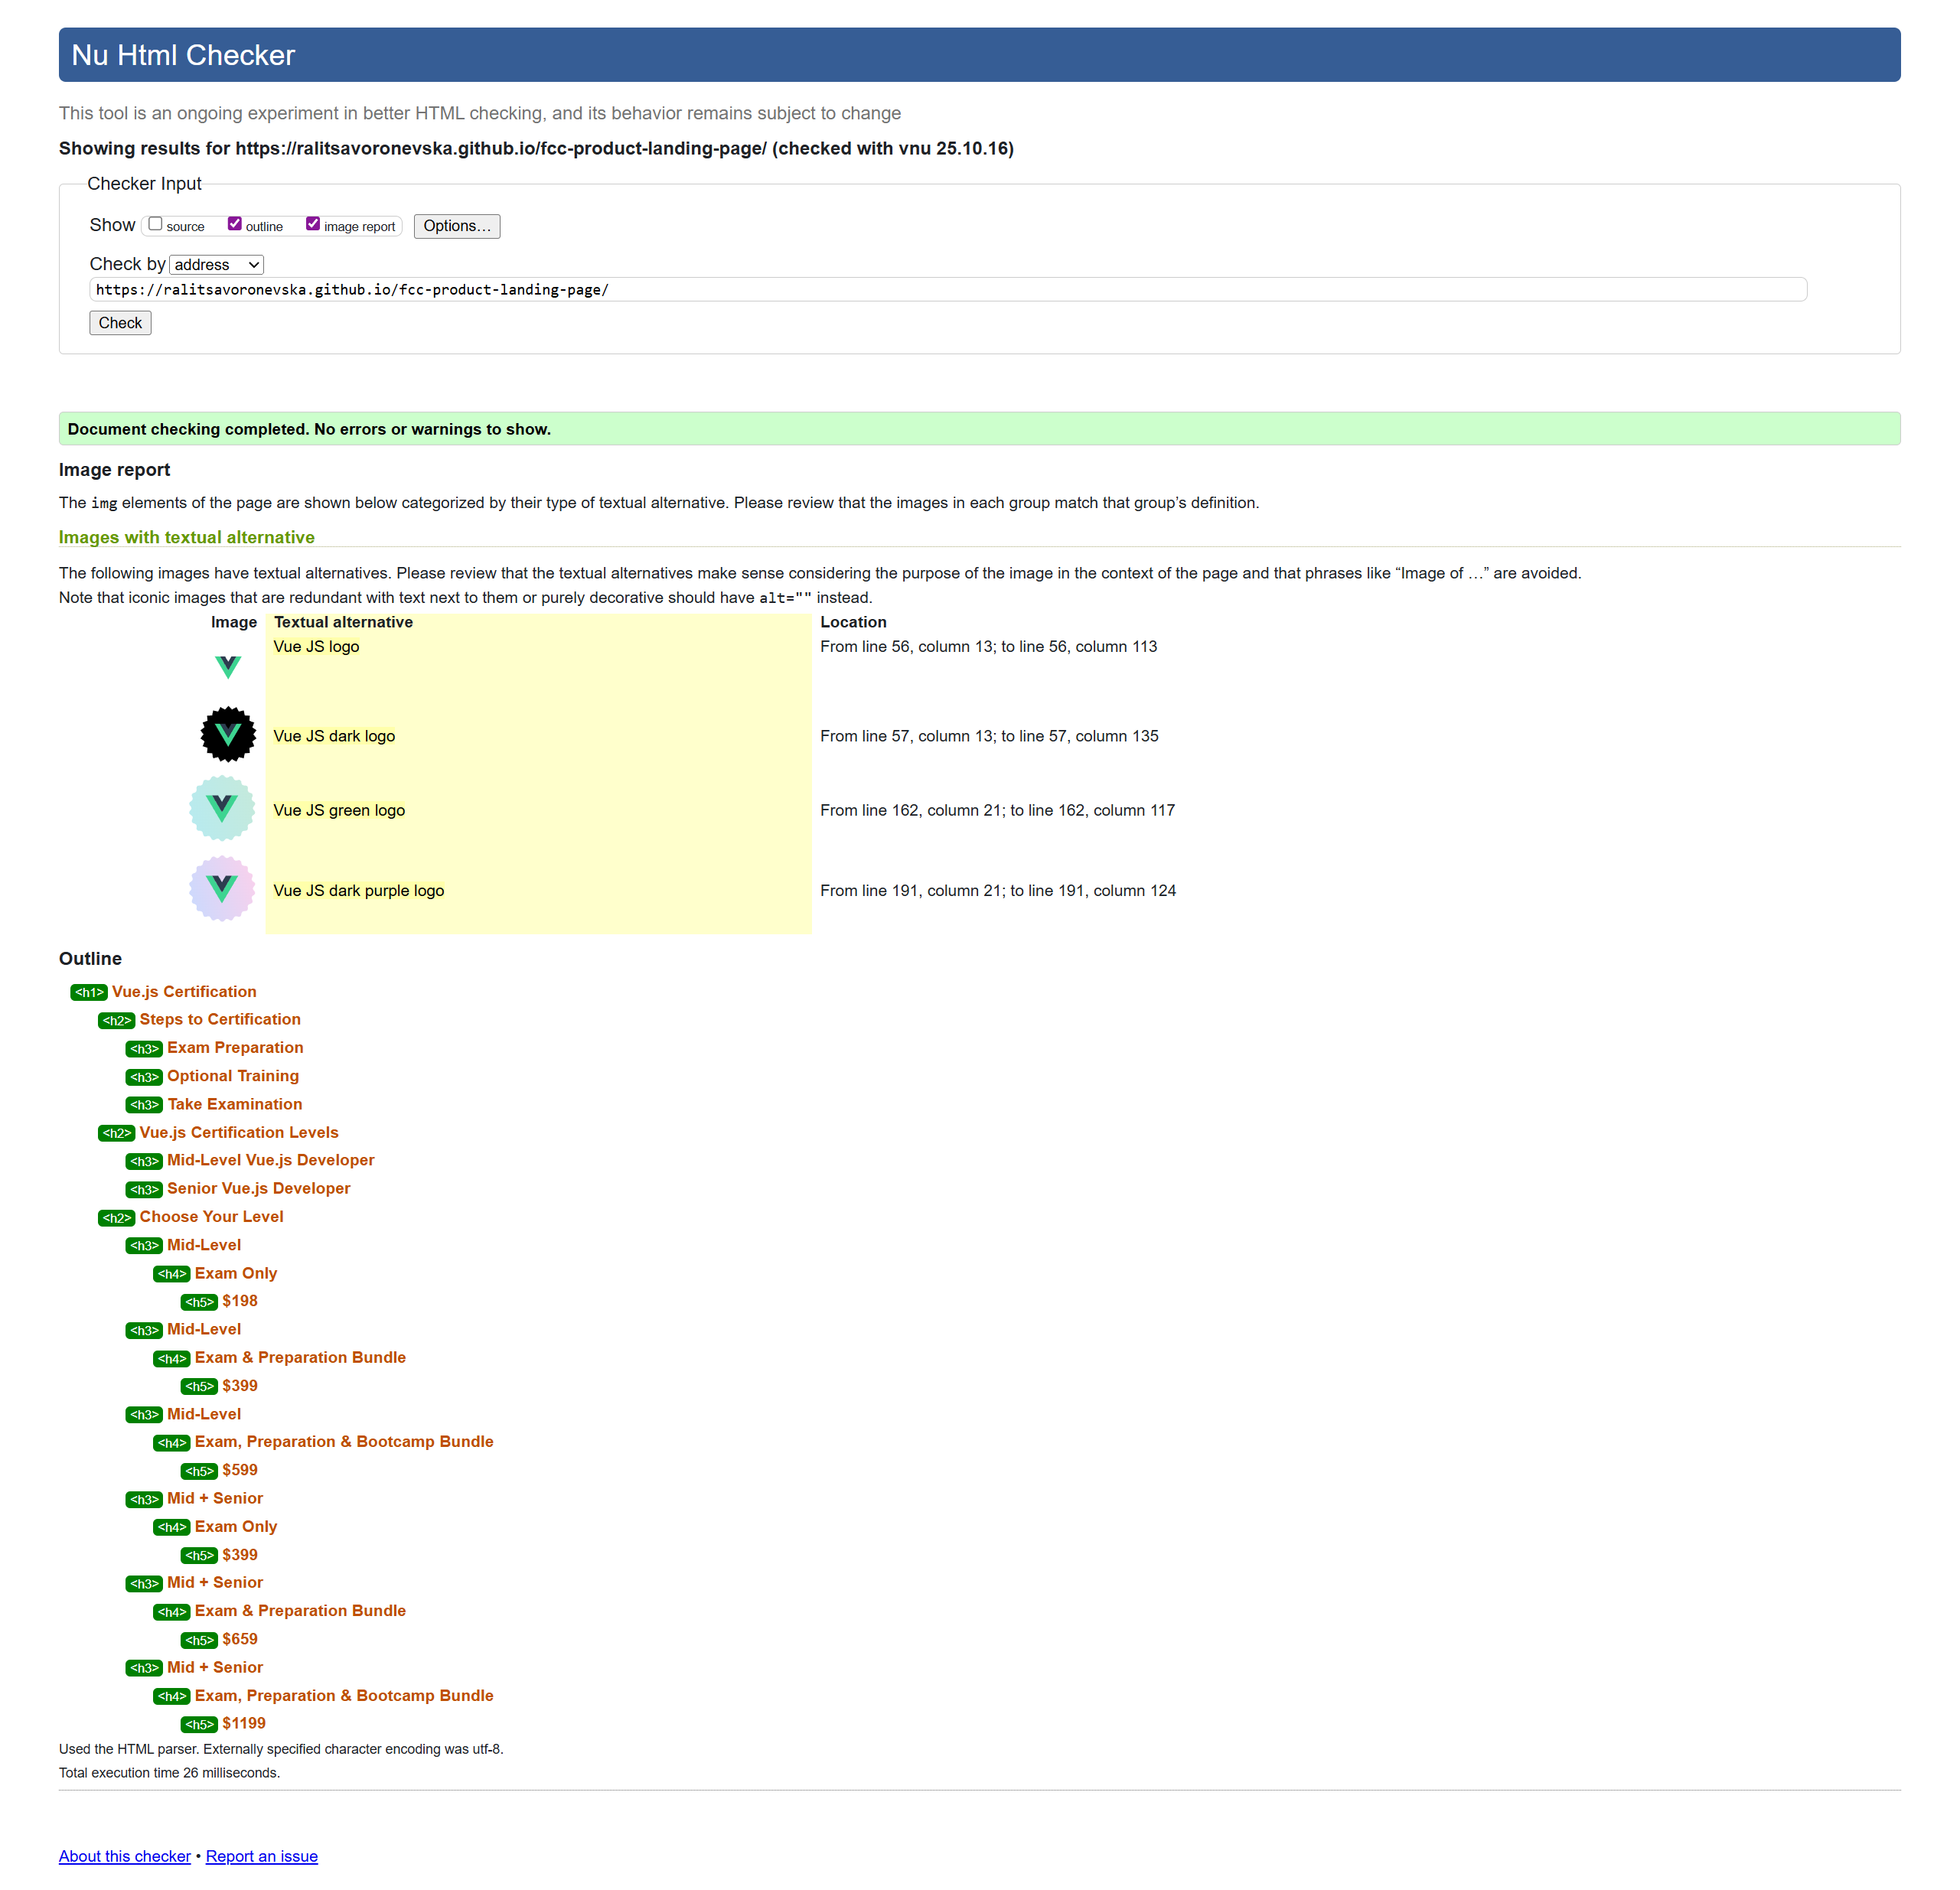 Nu Html Checker
This tool is an ongoing experiment in better HTML checking, and its behavior remains subject to change
Showing results for https://ralitsavoronevska.github.io/fcc-product-landing-page/ (checked with vnu 25.10.16)
Checker Input
Show source outline image report Options...
Check by address
https://ralitsavoronevska.github.io/fcc-product-landing-page/
Check
Document checking completed. No errors or warnings to show.
Image report
The img elements of the page are shown below categorized by their type of textual alternative. Please review that the images in each group match that group’s definition.
Images with textual alternative
The following images have textual alternatives. Please review that the textual alternatives make sense considering the purpose of the image in the context of the page and that phrases like “Image of …” are avoided.
Note that iconic images that are redundant with text next to them or purely decorative should have alt="" instead.
Image Textual alternative Location
Vue JS logo From line 56, column 13; to line 56, column 113
Vue JS dark logo From line 57, column 13; to line 57, column 135
Vue JS green logo From line 162, column 21; to line 162, column 117
Vue JS dark purple logo From line 191, column 21; to line 191, column 124
Outline
<h1> Vue.js Certification
<h2> Steps to Certification
<h3> Exam Preparation
<h3> Optional Training
<h3> Take Examination
<h2> Vue.js Certification Levels
<h3> Mid-Level Vue.js Developer
<h3> Senior Vue.js Developer
<h2> Choose Your Level
<h3> Mid-Level
<h4> Exam Only
<h5> $198
<h3> Mid-Level
<h4> Exam & Preparation Bundle
<h5> $399
<h3> Mid-Level
<h4> Exam, Preparation & Bootcamp Bundle
<h5> $599
<h3> Mid + Senior
<h4> Exam Only
<h5> $399
<h3> Mid + Senior
<h4> Exam & Preparation Bundle
<h5> $659
<h3> Mid + Senior
<h4> Exam, Preparation & Bootcamp Bundle
<h5> $1199
Used the HTML parser. Externally specified character encoding was utf-8.
Total execution time 26 milliseconds.
About this checker • Report an issue